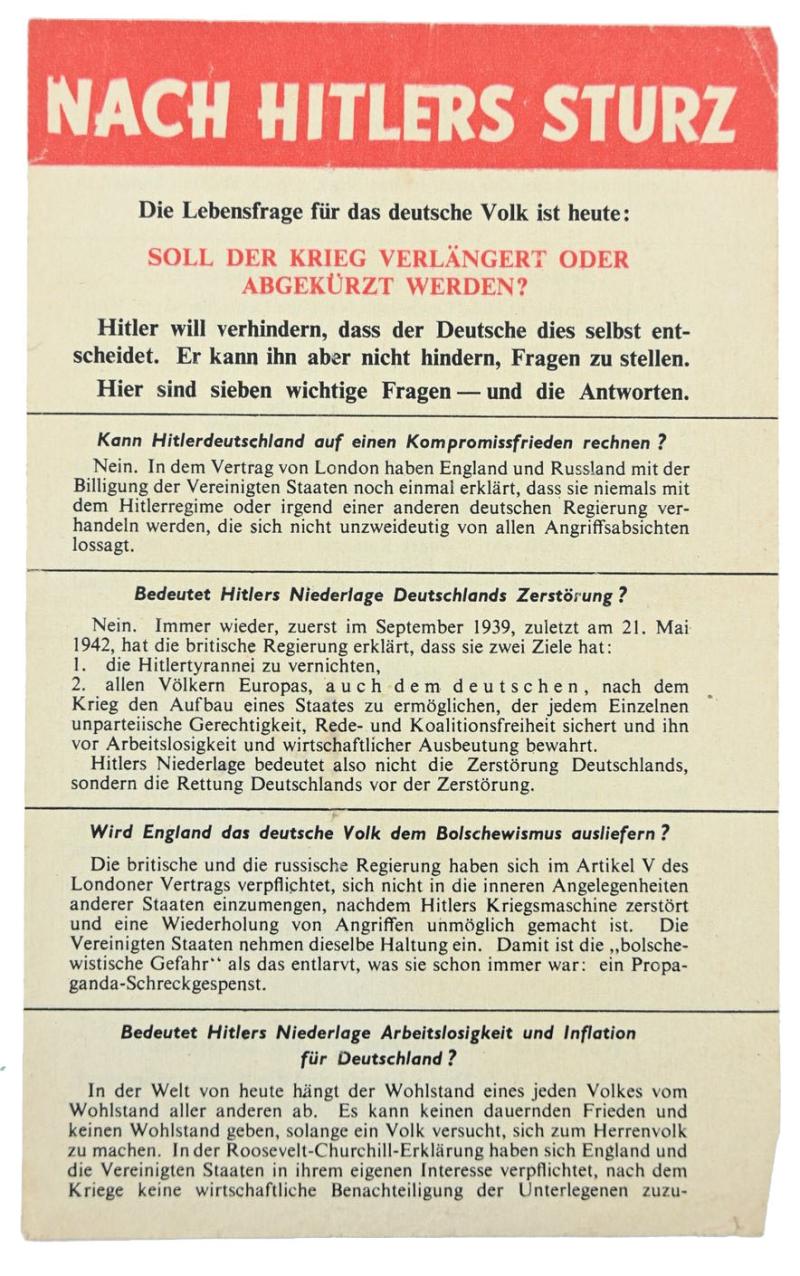 NACH HITLERS STURZ
Die Lebensfrage für das deutsche Volk ist heute:
SOLL DER KRIEG VERLÄNGERT ODER
ABGEKÜRZT WERDEN?
Hitler will verhindern, dass der Deutsche dies selbst ent-
scheidet. Er kann ihn aber nicht hindern, Fragen zu stellen.
Hier sind sieben wichtige Fragen — und die Antworten.
Kann Hitlerdeutschland auf einen Kompromissfrieden rechnen ?
Nein. In dem Vertrag von London haben England und Russland mit der
Billigung der Vereinigten Staaten noch einmal erklärt, dass sie niemals mit
dem Hitlerregime oder irgend einer anderen deutschen Regierung ver-
handeln werden, die sich nicht unzweideutig von allen Angriffsabsichten
lossagt.
Bedeutet Hitlers Niederlage Deutschlands Zerstörung ?
Nein. Immer wieder, zuerst im September 1939, zuletzt am 21. Mai
1942, hat die britische Regierung erklärt, dass sie zwei Ziele hat:
1. die Hitlertyrannei zu vernichten,
2. allen Völkern Europas, auch dem deutschen, nach dem
Krieg den Aufbau eines Staates zu ermöglichen, der jedem Einzelnen
unparteiische Gerechtigkeit, Rede- und Koalitionsfreiheit sichert und ihn
vor Arbeitslosigkeit und wirtschaftlicher Ausbeutung bewahrt.
Hitlers Niederlage bedeutet also nicht die Zerstörung Deutschlands,
sondern die Rettung Deutschlands vor der Zerstörung.
Wird England das deutsche Volk dem Bolschewismus ausliefern ?
Die britische und die russische Regierung haben sich im Artikel V des
Londoner Vertrags verpflichtet, sich nicht in die inneren Angelegenheiten
anderer Staaten einzumengen, nachdem Hitlers Kriegsmaschine zerstört
und eine Wiederholung von Angriffen unmöglich gemacht ist. Die
Vereinigten Staaten nehmen dieselbe Haltung ein. Damit ist die „bolsche-
wistische Gefahr“ als das entlarvt, was sie schon immer war: ein Propa-
ganda-Schreckgespenst.
Bedeutet Hitlers Niederlage Arbeitslosigkeit und Inflation
für Deutschland ?
In der Welt von heute hängt der Wohlstand eines jeden Volkes vom
Wohlstand aller anderen ab. Es kann keinen dauernden Frieden und
keinen Wohlstand geben, solange ein Volk versucht, sich zum Herrenvolk
zu machen. In der Roosevelt-Churchill-Erklärung haben sich England und
die Vereinigten Staaten in ihrem eigenen Interesse verpflichtet, nach dem
Kriege keine wirtschaftliche Benachteiligung der Unterlegenen zuzu-